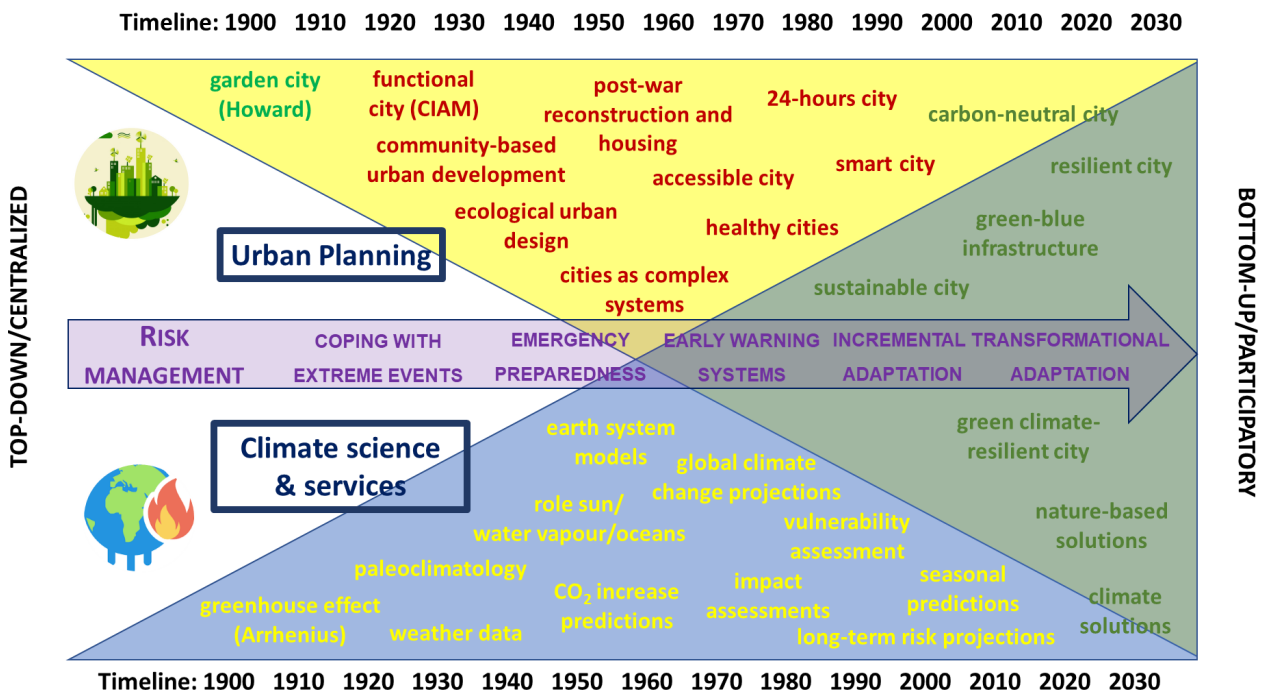 Timeline: 1900 1910 1920 1930 1940 1950 1960 1970 1980 1990 2000 2010 2020 2030
garden city
(Howard)
functional
city (CIAM)
post-war
reconstruction and
housing
24-hours city
carbon-neutral city
community-based
urban development
accessible city
smart city
resilient city
ecological urban
design
healthy cities
green-blue
infrastructure
Urban Planning
cities as complex
systems
sustainable city
TOP-DOWN/CENTRALIZED
BOTTOM-UP/PARTICIPATORY
RISK
MANAGEMENT
COPING WITH
EXTREME EVENTS
EMERGENCY
PREPAREDNESS
EARLY WARNING
SYSTEMS
INCREMENTAL
ADAPTATION
TRANSFORMATIONAL
ADAPTATION
Climate science
& services
earth system
models
global climate
change projections
green climate-
resilient city
role sun/
water vapour/oceans
vulnerability
assessment
nature-based
solutions
paleoclimatology
CO₂ increase
predictions
impact
assessments
seasonal
predictions
climate
solutions
greenhouse effect
(Arrhenius)
weather data
long-term risk projections
Timeline: 1900 1910 1920 1930 1940 1950 1960 1970 1980 1990 2000 2010 2020 2030